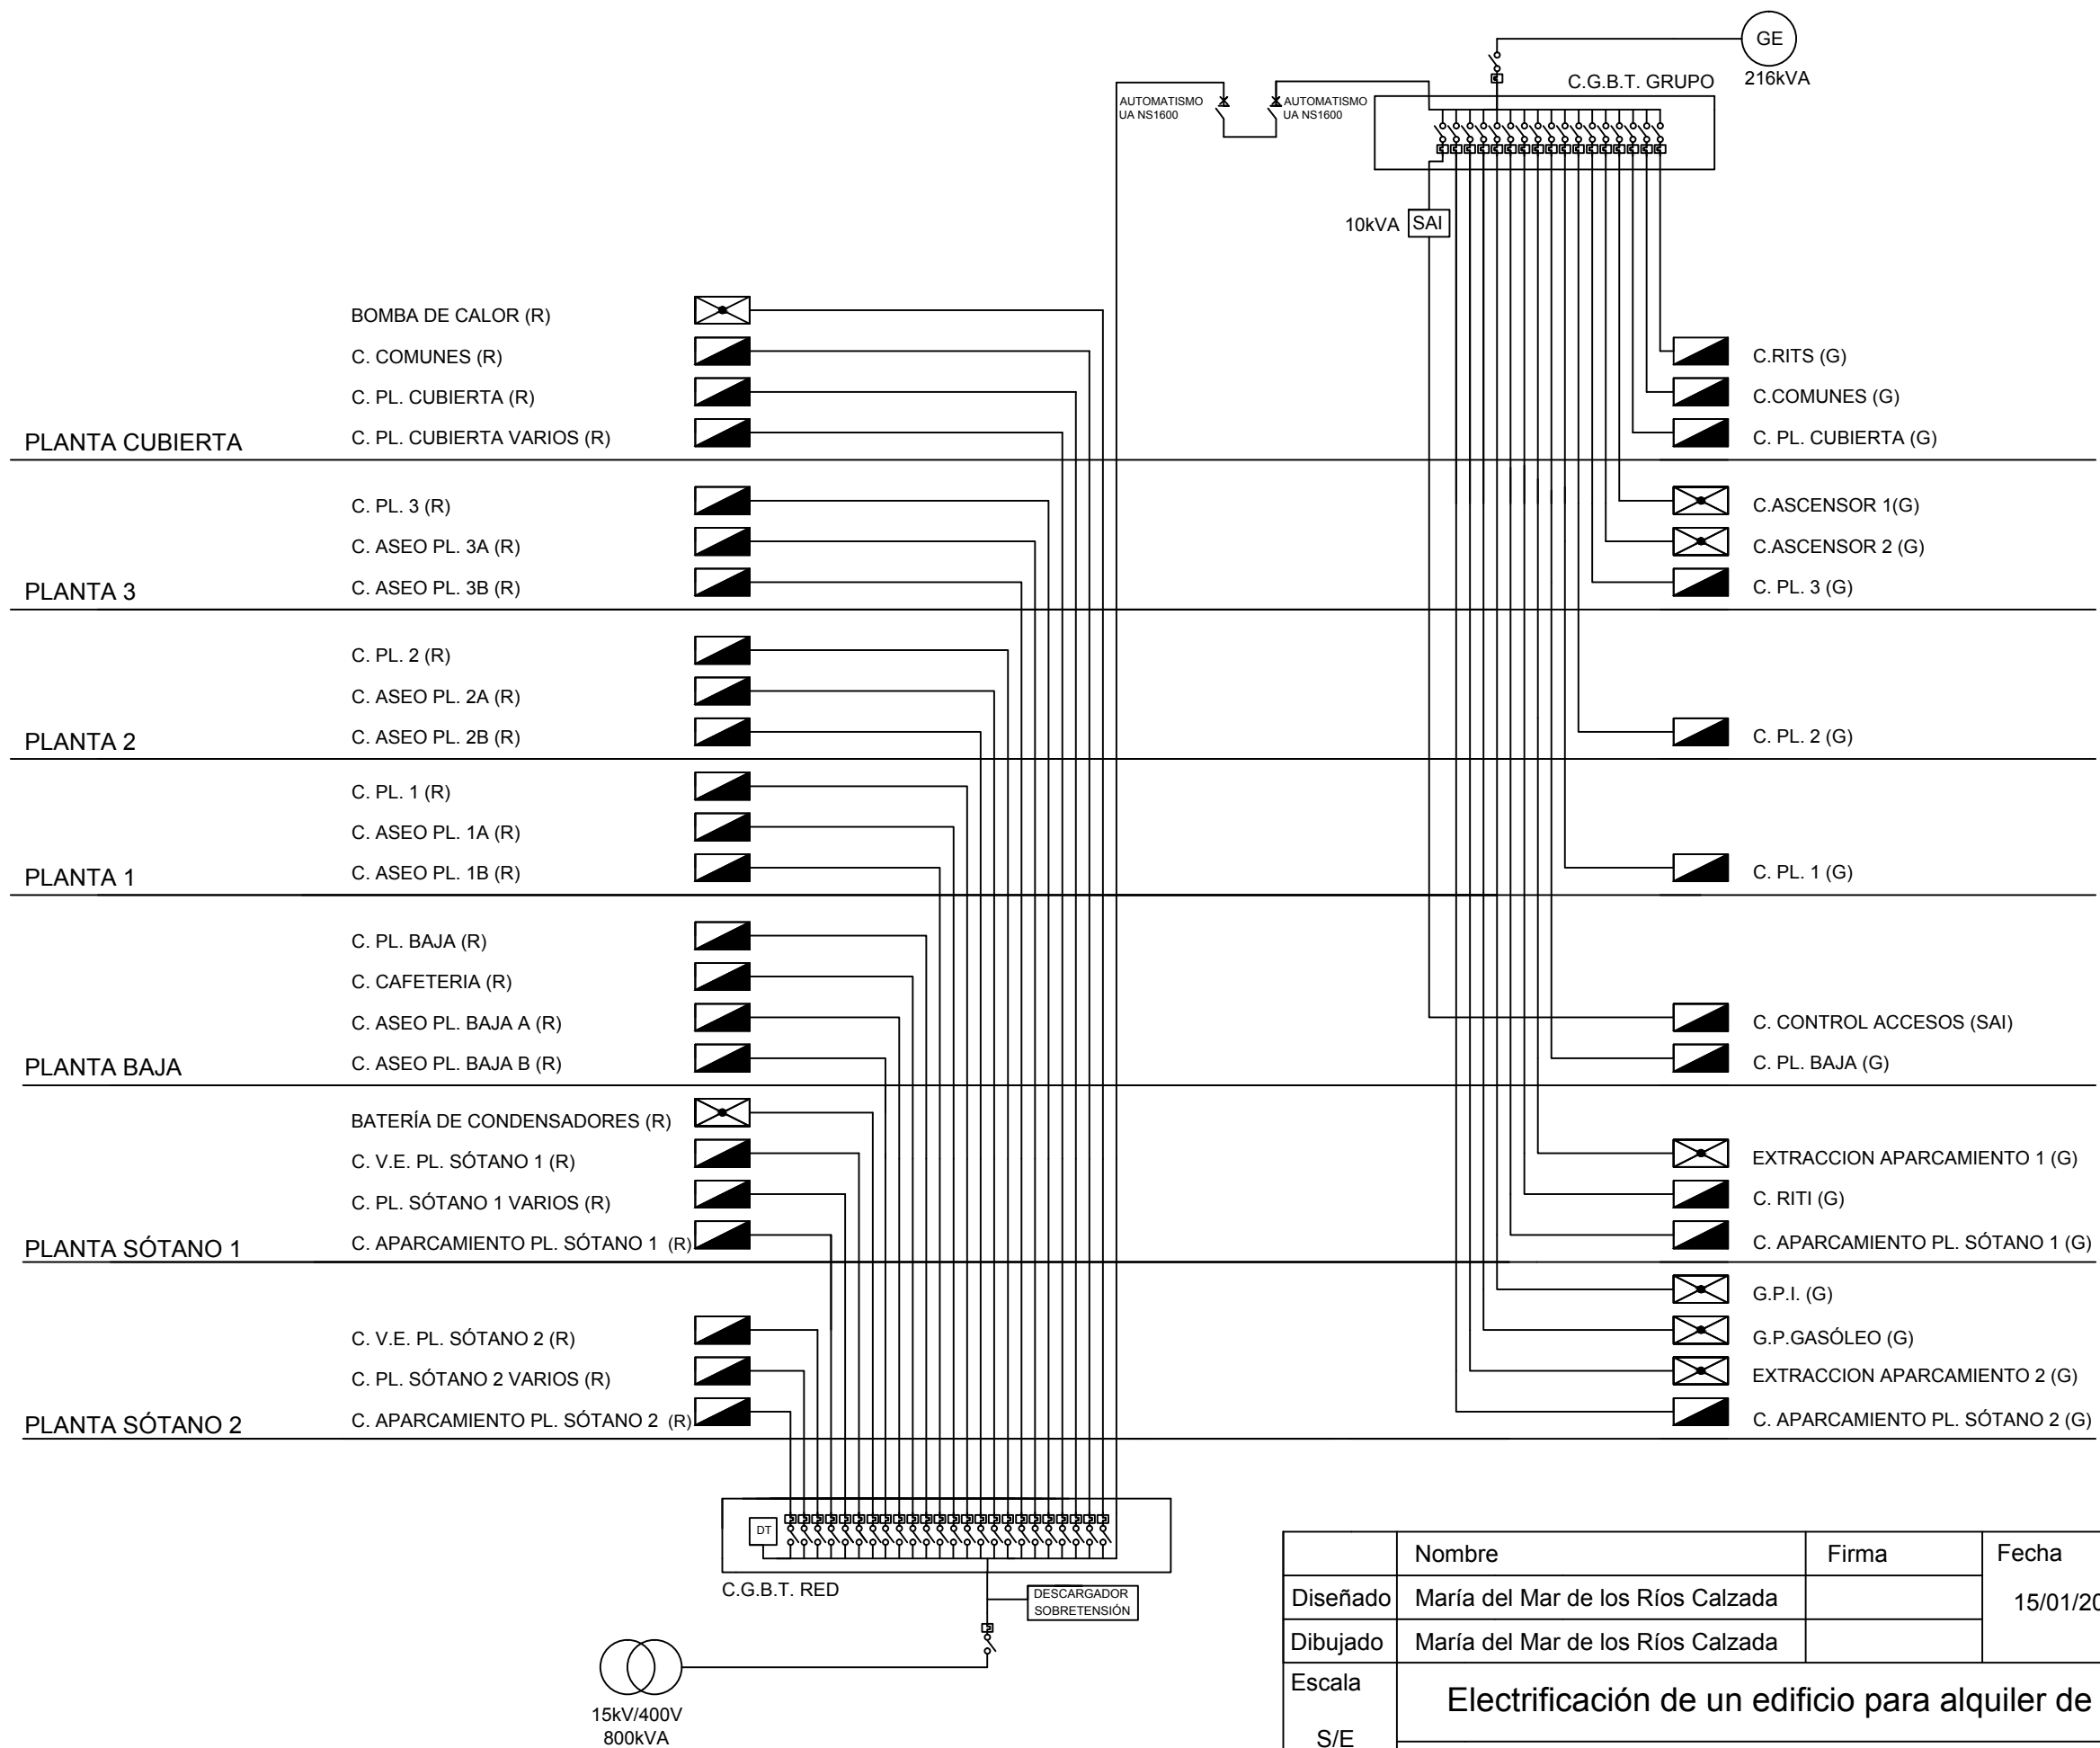 GE
216kVA
C.G.B.T. GRUPO
AUTOMATISMO
UA NS1600
AUTOMATISMO
UA NS1600
10kVA
SAI
BOMBA DE CALOR (R)
C. COMUNES (R)
C. PL. CUBIERTA (R)
C. PL. CUBIERTA VARIOS (R)
PLANTA CUBIERTA
C.RITS (G)
C.COMUNES (G)
C. PL. CUBIERTA (G)
C. PL. 3 (R)
C. ASEO PL. 3A (R)
C. ASEO PL. 3B (R)
PLANTA 3
C.ASCENSOR 1(G)
C.ASCENSOR 2 (G)
C. PL. 3 (G)
C. PL. 2 (R)
C. ASEO PL. 2A (R)
C. ASEO PL. 2B (R)
PLANTA 2
C. PL. 2 (G)
C. PL. 1 (R)
C. ASEO PL. 1A (R)
C. ASEO PL. 1B (R)
PLANTA 1
C. PL. 1 (G)
C. PL. BAJA (R)
C. CAFETERIA (R)
C. ASEO PL. BAJA A (R)
C. ASEO PL. BAJA B (R)
PLANTA BAJA
C. CONTROL ACCESOS (SAI)
C. PL. BAJA (G)
BATERÍA DE CONDENSADORES (R)
C. V.E. PL. SÓTANO 1 (R)
C. PL. SÓTANO 1 VARIOS (R)
C. APARCAMIENTO PL. SÓTANO 1 (R)
PLANTA SÓTANO 1
EXTRACCION APARCAMIENTO 1 (G)
C. RITI (G)
C. APARCAMIENTO PL. SÓTANO 1 (G)
C. V.E. PL. SÓTANO 2 (R)
C. PL. SÓTANO 2 VARIOS (R)
C. APARCAMIENTO PL. SÓTANO 2 (R)
PLANTA SÓTANO 2
G.P.I. (G)
G.P.GASÓLEO (G)
EXTRACCION APARCAMIENTO 2 (G)
C. APARCAMIENTO PL. SÓTANO 2 (G)
DT
C.G.B.T. RED
DESCARGADOR
SOBRETENSIÓN
15kV/400V
800kVA
Nombre Firma Fecha
Diseñado María del Mar de los Ríos Calzada 15/01/20
Dibujado María del Mar de los Ríos Calzada
Escala
S/E
Electrificación de un edificio para alquiler de